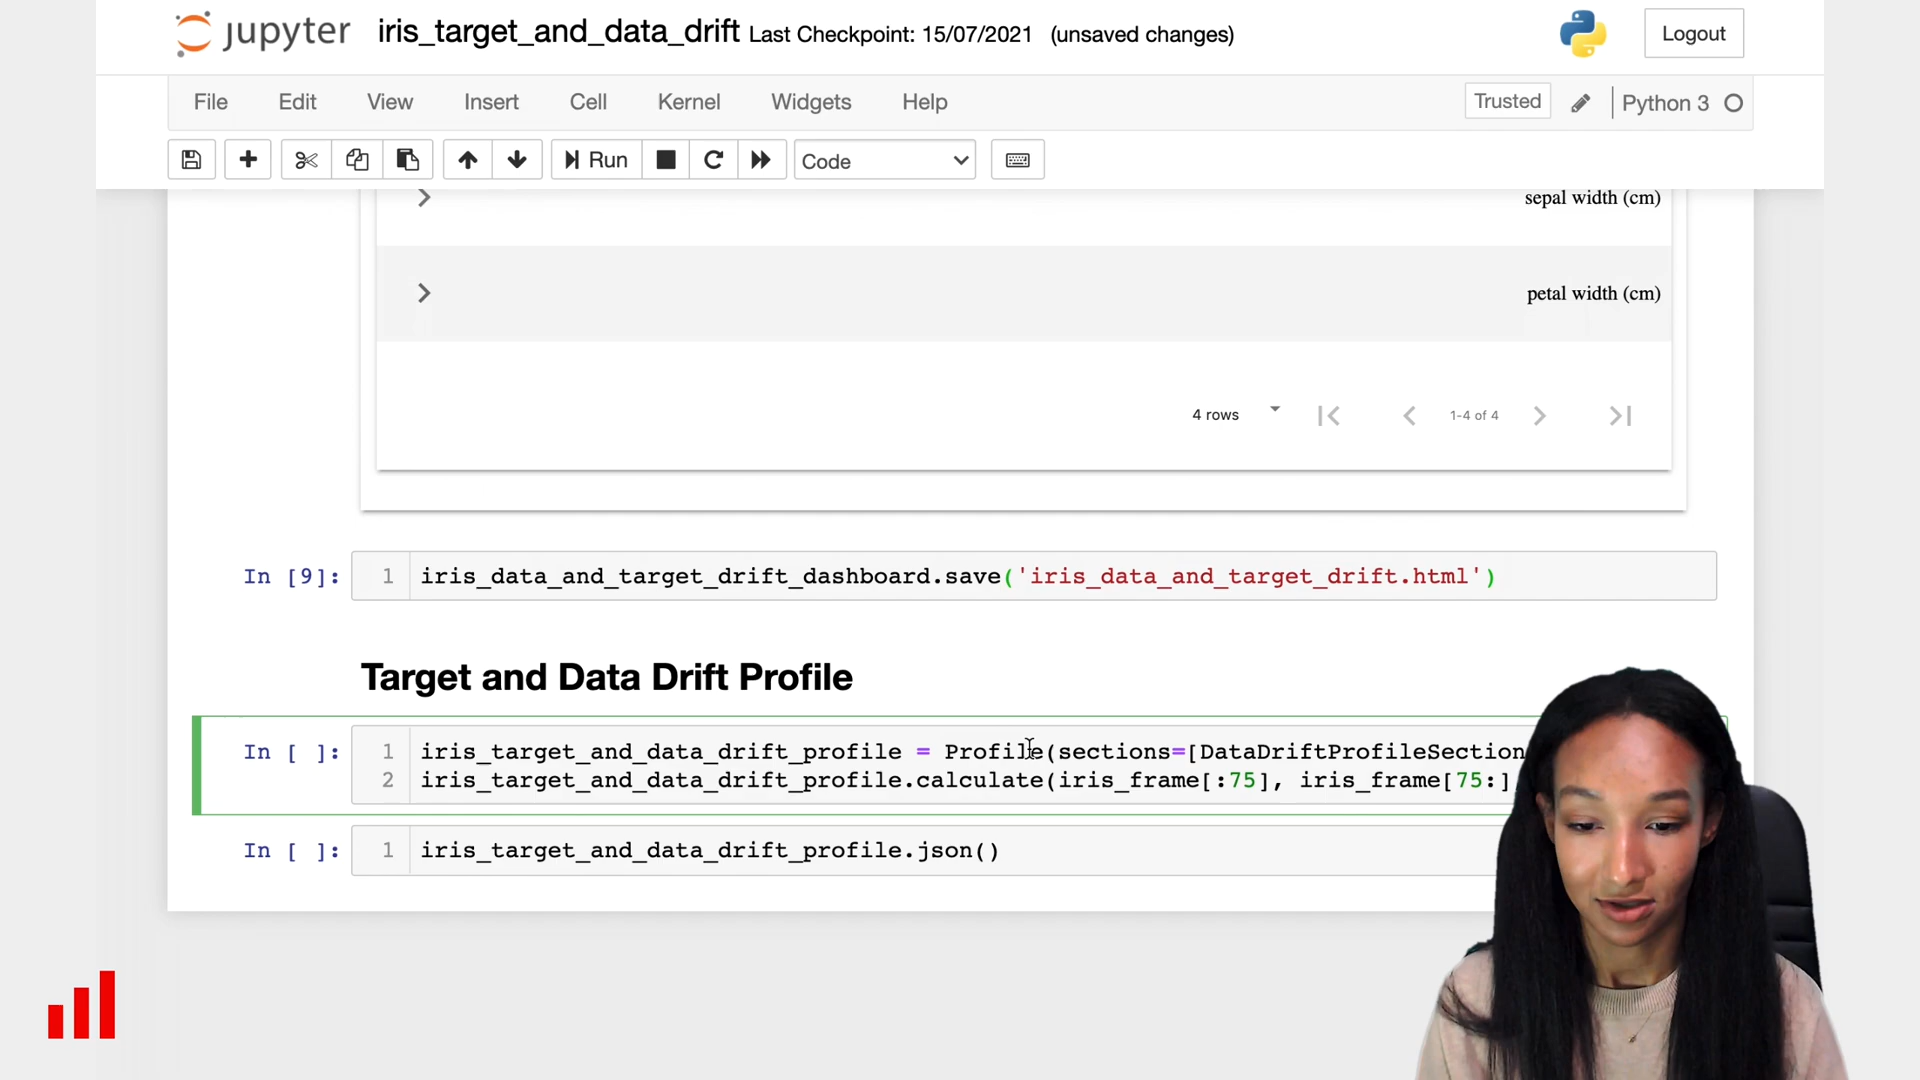 jupyter iris_target_and_data_drift Last Checkpoint: 15/07/2021 (unsaved changes) Logout
File Edit View Insert Cell Kernel Widgets Help Trusted Python 3
Run Code
sepal width (cm)
petal width (cm)
4 rows 1-4 of 4
In [9]: 1 iris_data_and_target_drift_dashboard.save('iris_data_and_target_drift.html')
Target and Data Drift Profile
In [ ]: 1 iris_target_and_data_drift_profile = Profile(sections=[DataDriftProfileSection
2 iris_target_and_data_drift_profile.calculate(iris_frame[:75], iris_frame[75:]
In [ ]: 1 iris_target_and_data_drift_profile.json()